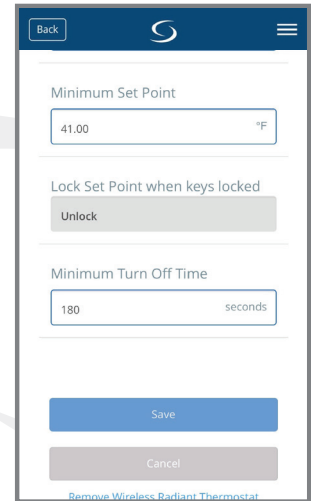 Back
Minimum Set Point
41.00 °F
Lock Set Point when keys locked
Unlock
Minimum Turn Off Time
180 seconds
Save
Cancel
Remove Wireless Radiant Thermostat